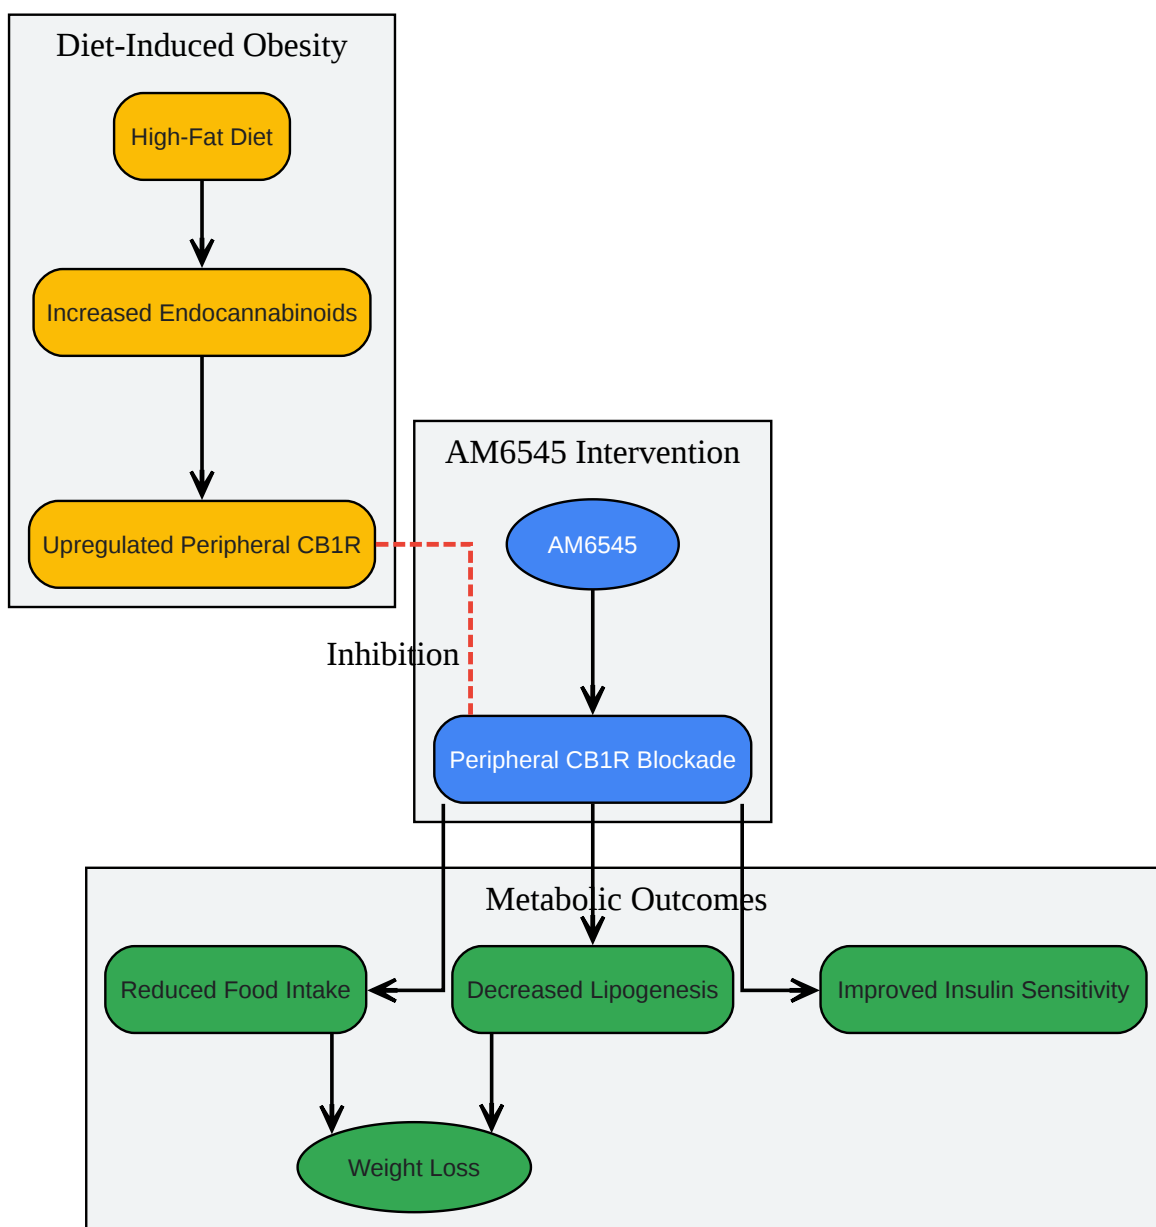 Diet-Induced Obesity
High-Fat Diet
Increased Endocannabinoids
Upregulated Peripheral CB1R
AM6545 Intervention
AM6545
Inhibition
Peripheral CB1R Blockade
Metabolic Outcomes
Reduced Food Intake
Decreased Lipogenesis
Improved Insulin Sensitivity
Weight Loss